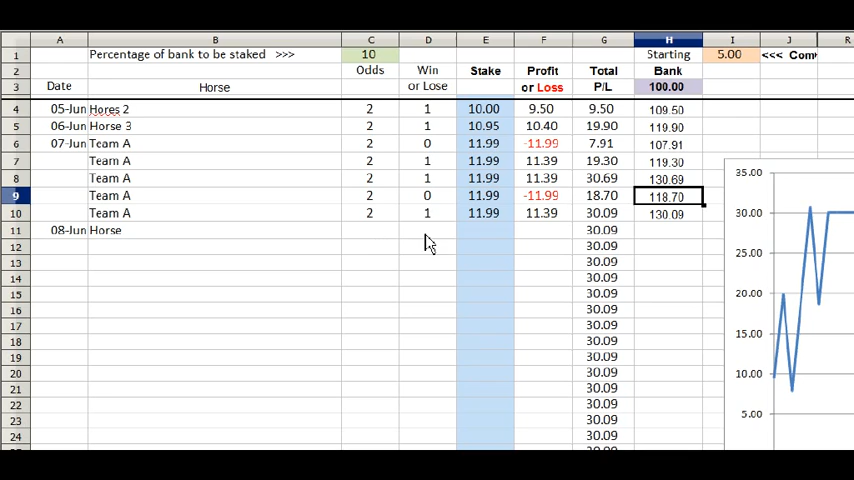 A B C D E F G H I J R
1 Percentage of bank to be staked >>> 10 Starting 5.00 <<< Com
2 Odds Win Stake Profit Total Bank
3 Date Horse or Lose or Loss P/L 100.00
4 05-Jun Hores 2 2 1 10.00 9.50 9.50 109.50
5 06-Jun Horse 3 2 1 10.95 10.40 19.90 119.90
6 07-Jun Team A 2 0 11.99 -11.99 7.91 107.91
7 Team A 2 1 11.99 11.39 19.30 119.30
8 Team A 2 1 11.99 11.39 30.69 130.69
9 Team A 2 0 11.99 -11.99 18.70 118.70
10 Team A 2 1 11.99 11.39 30.09 130.09
11 08-Jun Horse 30.09
12 30.09
13 30.09
14 30.09
15 30.09
16 30.09
17 30.09
18 30.09
19 30.09
20 30.09
21 30.09
22 30.09
23 30.09
24 30.09
35.00
30.00
25.00
20.00
15.00
10.00
5.00